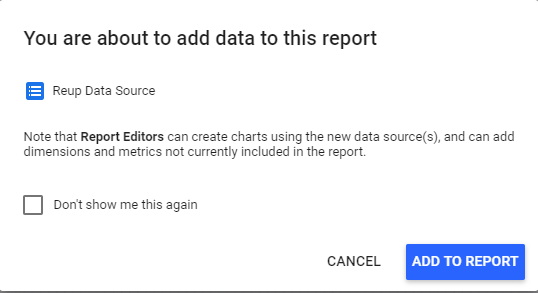 You are about to add data to this report
Reup Data Source
Note that Report Editors can create charts using the new data source(s), and can add
dimensions and metrics not currently included in the report.
Don't show me this again
CANCEL
ADD TO REPORT